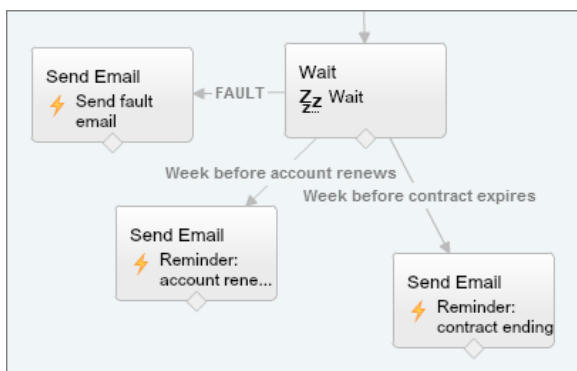 Send Email
Send fault
email
FAULT
Wait
Zzz... Wait
Week before account renews
Week before contract expires
Send Email
Reminder:
account rene...
Send Email
Reminder:
contract ending